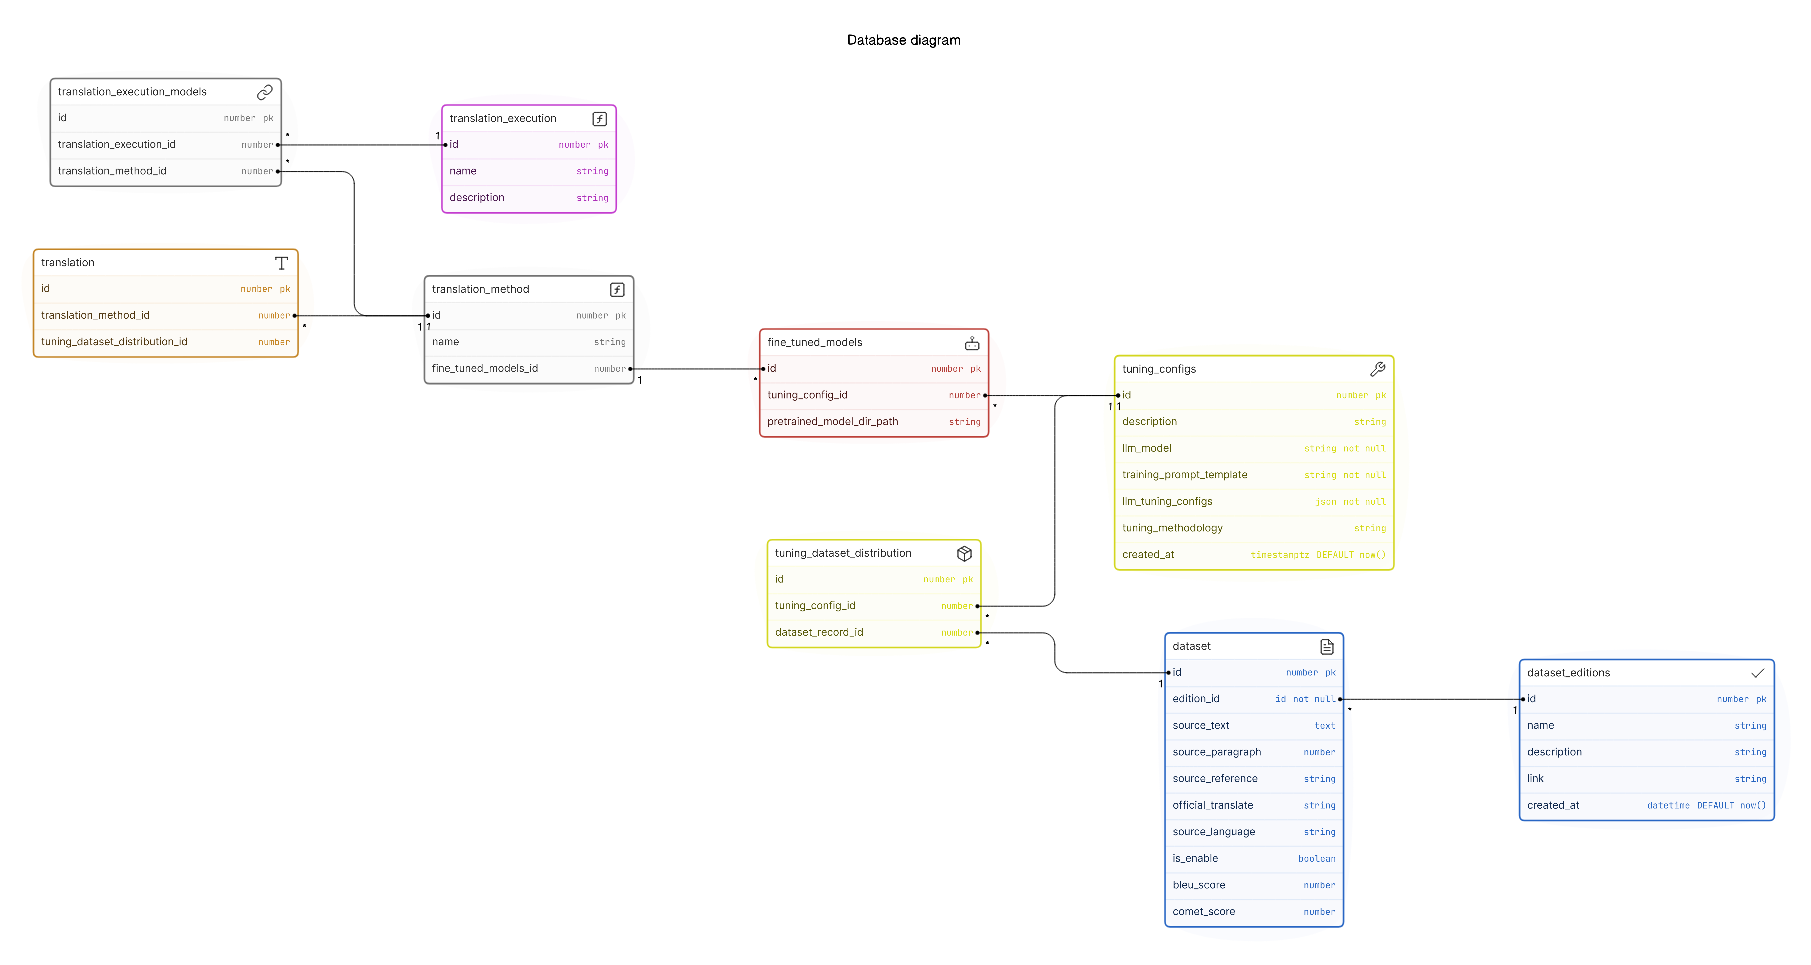 Database diagram
translation_execution_models
id number pk
translation_execution_id number
translation_method_id number
*
*
1
translation_execution
id number pk
name string
description string
translation
id number pk
translation_method_id number
tuning_dataset_distribution_id number
*
1 1
translation_method
id number pk
name string
fine_tuned_models_id number
1
*
fine_tuned_models
id number pk
tuning_config_id number
pretrained_model_dir_path string
*
1 1
tuning_configs
id number pk
description string
llm_model string not null
training_prompt_template string not null
llm_tuning_configs json not null
tuning_methodology string
created_at timestamptz DEFAULT now()
tuning_dataset_distribution
id number pk
tuning_config_id number
dataset_record_id number
*
*
1
dataset
id number pk
edition_id id not null
source_text text
source_paragraph number
source_reference string
official_translate string
source_language string
is_enable boolean
bleu_score number
comet_score number
*
1
dataset_editions
id number pk
name string
description string
link string
created_at datetime DEFAULT now()